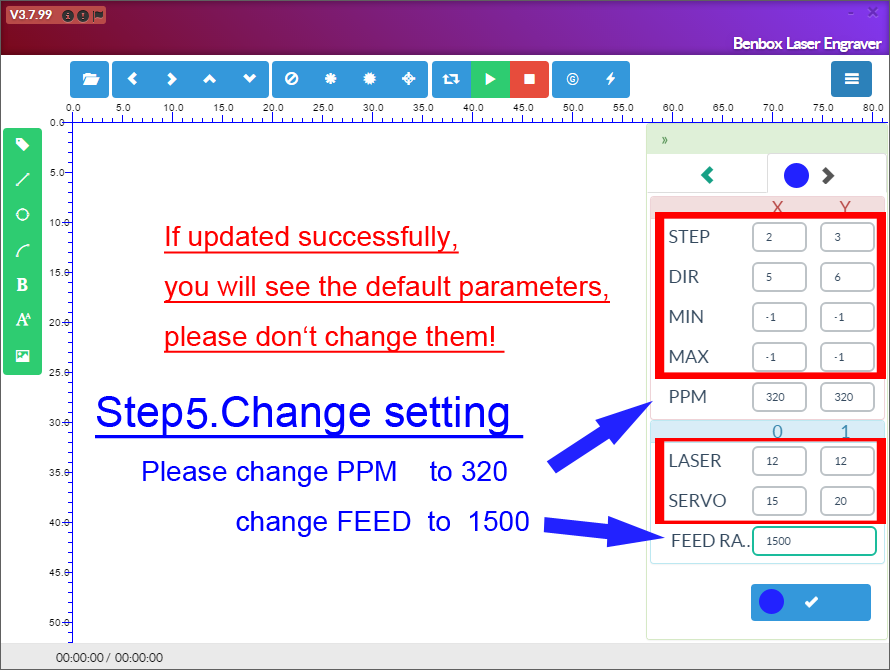 V3.7.99
Benbox Laser Engraver
0.0 5.0 10.0 15.0 20.0 25.0 30.0 35.0 40.0 45.0 50.0 55.0 60.0 65.0 70.0 75.0 80.0
0.0
5.0
10.0
15.0
20.0
25.0
30.0
35.0
40.0
45.0
50.0
B
AA
If updated successfully,
you will see the default parameters,
please don't change them!
Step5.Change setting
Please change PPM to 320
change FEED to 1500
»
X Y
STEP 2 3
DIR 5 6
MIN -1 -1
MAX -1 -1
PPM 320 320
0 1
LASER 12 12
SERVO 15 20
FEED RA.. 1500
00:00:00 / 00:00:00